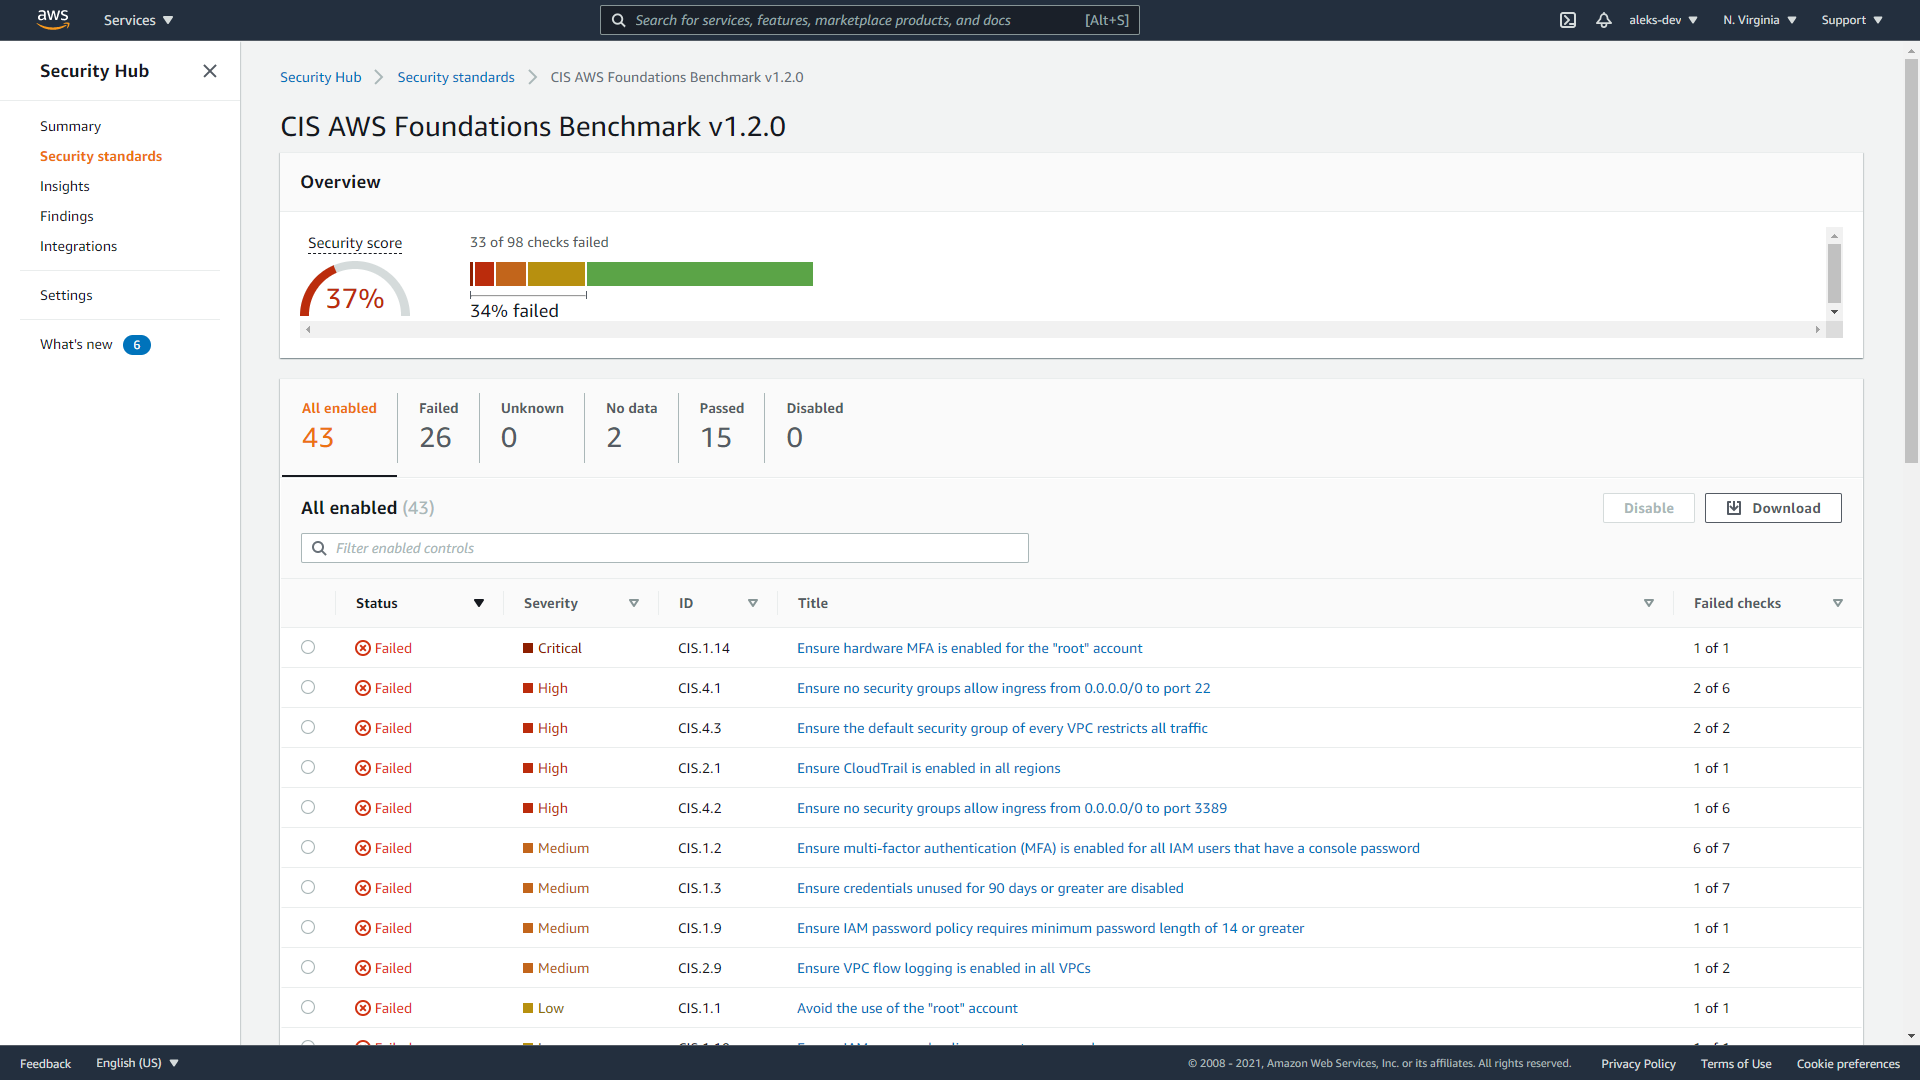 aws
Services
Search for services, features, marketplace products, and docs
[Alt+S]
aleks-dev
N. Virginia
Support
Security Hub
Summary
Security standards
Insights
Findings
Integrations
Settings
What's new 6
Security Hub
Security standards
CIS AWS Foundations Benchmark v1.2.0
CIS AWS Foundations Benchmark v1.2.0
Overview
Security score
37%
33 of 98 checks failed
34% failed
All enabled
43
Failed
26
Unknown
0
No data
2
Passed
15
Disabled
0
All enabled (43)
Disable
Download
Filter enabled controls
Status Severity ID Title Failed checks
Failed Critical CIS.1.14 Ensure hardware MFA is enabled for the "root" account 1 of 1
Failed High CIS.4.1 Ensure no security groups allow ingress from 0.0.0.0/0 to port 22 2 of 6
Failed High CIS.4.3 Ensure the default security group of every VPC restricts all traffic 2 of 2
Failed High CIS.2.1 Ensure CloudTrail is enabled in all regions 1 of 1
Failed High CIS.4.2 Ensure no security groups allow ingress from 0.0.0.0/0 to port 3389 1 of 6
Failed Medium CIS.1.2 Ensure multi-factor authentication (MFA) is enabled for all IAM users that have a console password 6 of 7
Failed Medium CIS.1.3 Ensure credentials unused for 90 days or greater are disabled 1 of 7
Failed Medium CIS.1.9 Ensure IAM password policy requires minimum password length of 14 or greater 1 of 1
Failed Medium CIS.2.9 Ensure VPC flow logging is enabled in all VPCs 1 of 2
Failed Low CIS.1.1 Avoid the use of the "root" account 1 of 1
Feedback
English (US)
© 2008 - 2021, Amazon Web Services, Inc. or its affiliates. All rights reserved.
Privacy Policy
Terms of Use
Cookie preferences